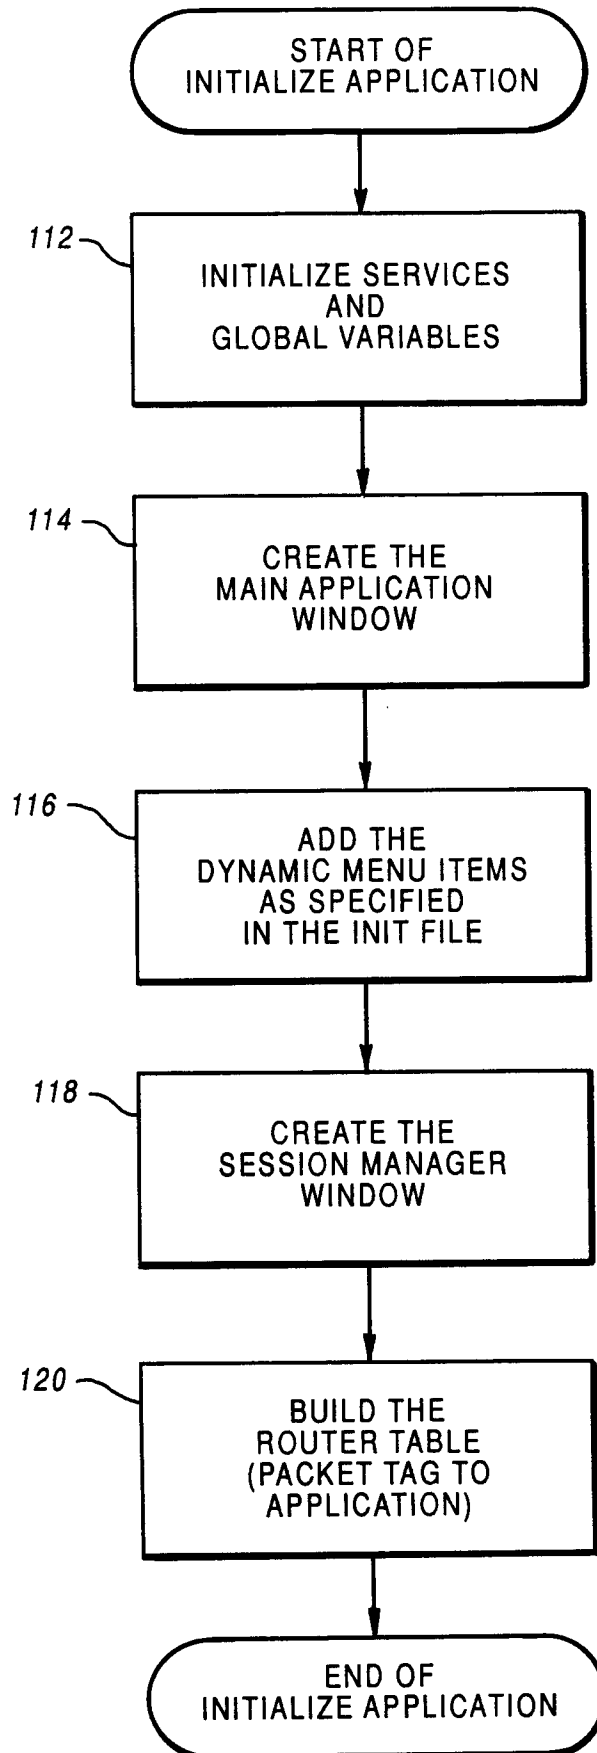 START OF
INITIALIZE APPLICATION
112
INITIALIZE SERVICES
AND
GLOBAL VARIABLES
114
CREATE THE
MAIN APPLICATION
WINDOW
116
ADD THE
DYNAMIC MENU ITEMS
AS SPECIFIED
IN THE INIT FILE
118
CREATE THE
SESSION MANAGER
WINDOW
120
BUILD THE
ROUTER TABLE
(PACKET TAG TO
APPLICATION)
END OF
INITIALIZE APPLICATION